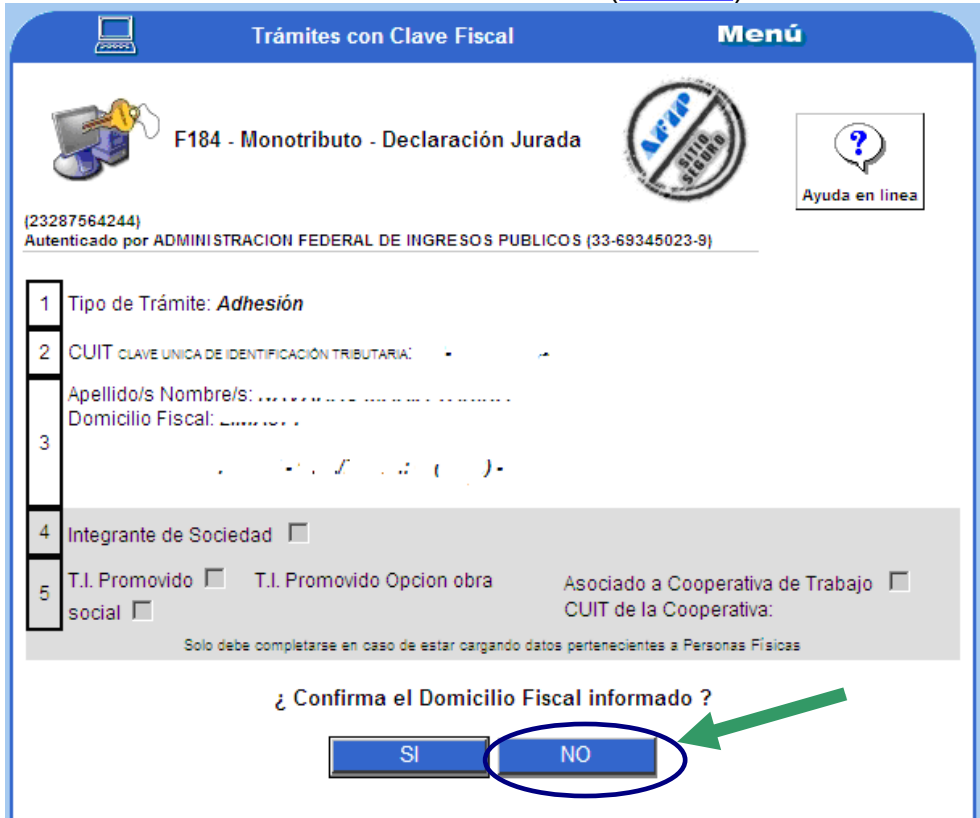 Trámites con Clave Fiscal Menú
F184 - Monotributo - Declaración Jurada
AFIP
SITIO
SEGURO
?
Ayuda en linea
(23287564244)
Autenticado por ADMINISTRACION FEDERAL DE INGRESOS PUBLICOS (33-69345023-9)
1 Tipo de Trámite: Adhesión
2 CUIT CLAVE UNICA DE IDENTIFICACIÓN TRIBUTARIA:
3 Apellido/s Nombre/s:
Domicilio Fiscal:
4 Integrante de Sociedad
5 T.I. Promovido T.I. Promovido Opcion obra
social
Asociado a Cooperativa de Trabajo
CUIT de la Cooperativa:
Solo debe completarse en caso de estar cargando datos pertenecientes a Personas Físicas
¿ Confirma el Domicilio Fiscal informado ?
SI NO